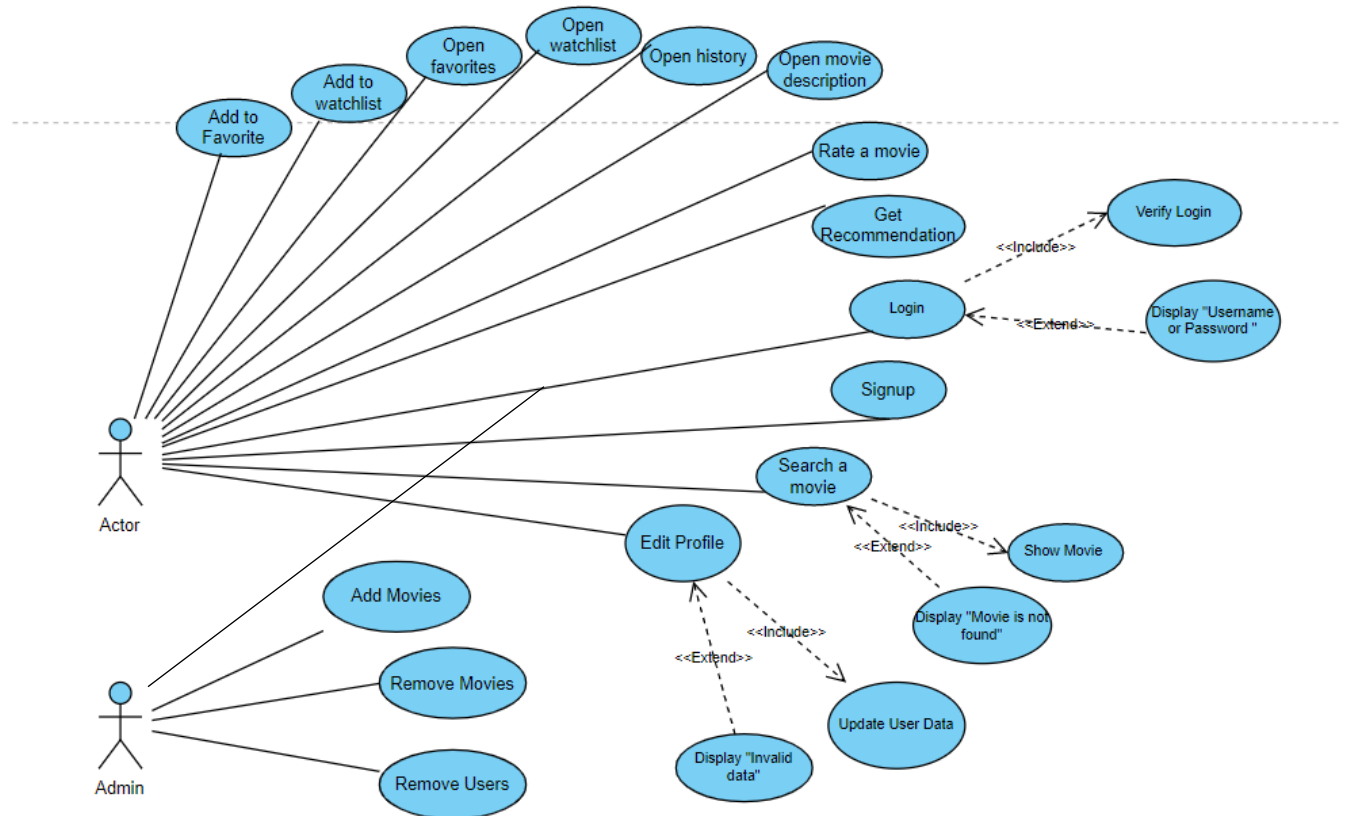 Open
watchlist
Open
favorites
Open history
Open movie
description
Add to
watchlist
Add to
Favorite
Rate a movie
Get
Recommendation
Verify Login
<<Include>>
Login
Display "Username
or Password "
<<Extend>>
Signup
Search a
movie
Actor
<<Include>>
<<Extend>>
Show Movie
Edit Profile
Add Movies
Display "Movie is not
found"
<<Include>>
<<Extend>>
Remove Movies
Update User Data
Admin
Remove Users
Display "Invalid
data"